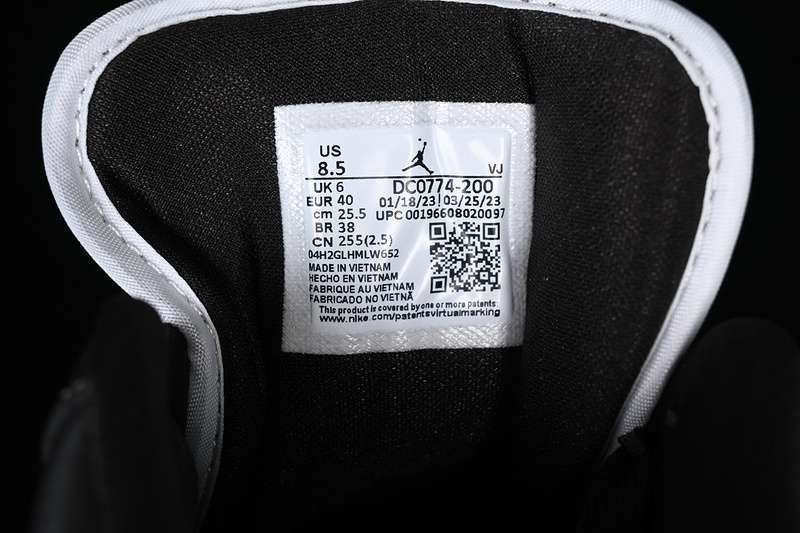 US
8.5
VJ
UK 6
DC0774-200
EUR 40
01/18/23 03/25/23
cm 25.5
UPC 00196608020097
BR 38
CN 255(2.5)
04H2GLHMLW652
MADE IN VIETNAM
HECHO EN VIETNAM
FABRIQUE AU VIETNAM
FABRICADO NO VIETNÃ
This product is covered by one or more patents:
www.nike.com/patentsvirtualmarking